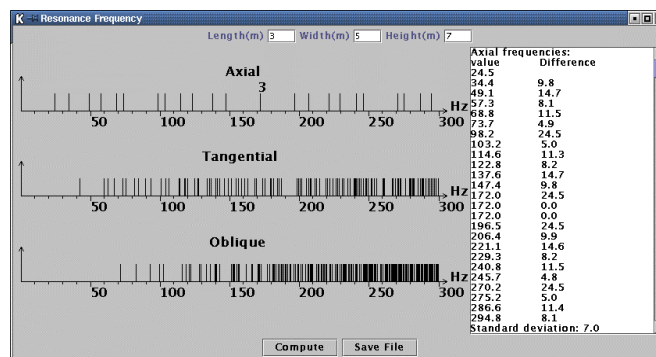 Resonance Frequency
Length(m) 3 Width(m) 5 Height(m) 7
Axial
3
Hz
50 100 150 200 250 300
Tangential
Hz
50 100 150 200 250 300
Oblique
Hz
50 100 150 200 250 300
Axial frequencies:
value Difference
24.5
34.4 9.8
49.1 14.7
57.3 8.1
68.8 11.5
73.7 4.9
98.2 24.5
103.2 5.0
114.6 11.3
122.8 8.2
137.6 14.7
147.4 9.8
172.0 24.5
172.0 0.0
172.0 0.0
196.5 24.5
206.4 9.9
221.1 14.6
229.3 8.2
240.8 11.5
245.7 4.8
270.2 24.5
275.2 5.0
286.6 11.4
294.8 8.1
Standard deviation: 7.0
Compute Save File